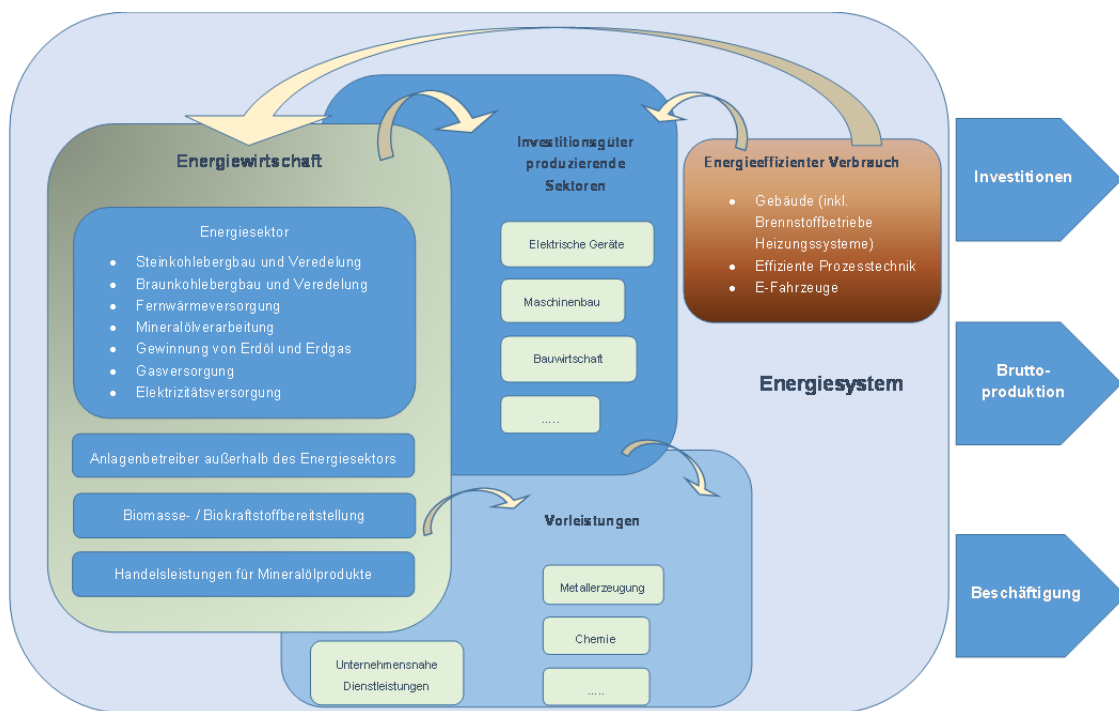 Energiewirtschaft
Energiesektor
Steinkohlebergbau und Veredelung
Braunkohlebergbau und Veredelung
Fernwärmeversorgung
Mineralölverarbeitung
Gewinnung von Erdöl und Erdgas
Gasversorgung
Elektrizitätsversorgung
Anlagenbetreiber außerhalb des Energiesektors
Biomasse- / Biokraftstoffbereitstellung
Handelsleistungen für Mineralölprodukte
Investitionsgüter
produzierende
Sektoren
Elektrische Geräte
Maschinenbau
Bauwirtschaft
.....
Energieeffizienter Verbrauch
Gebäude (inkl.
Brennstoffbetriebe
Heizungssysteme)
Effiziente Prozesstechnik
E-Fahrzeuge
Energiesystem
Vorleistungen
Metallerzeugung
Chemie
.....
Unternehmensnahe
Dienstleistungen
Investitionen
Brutto-
produktion
Beschäftigung